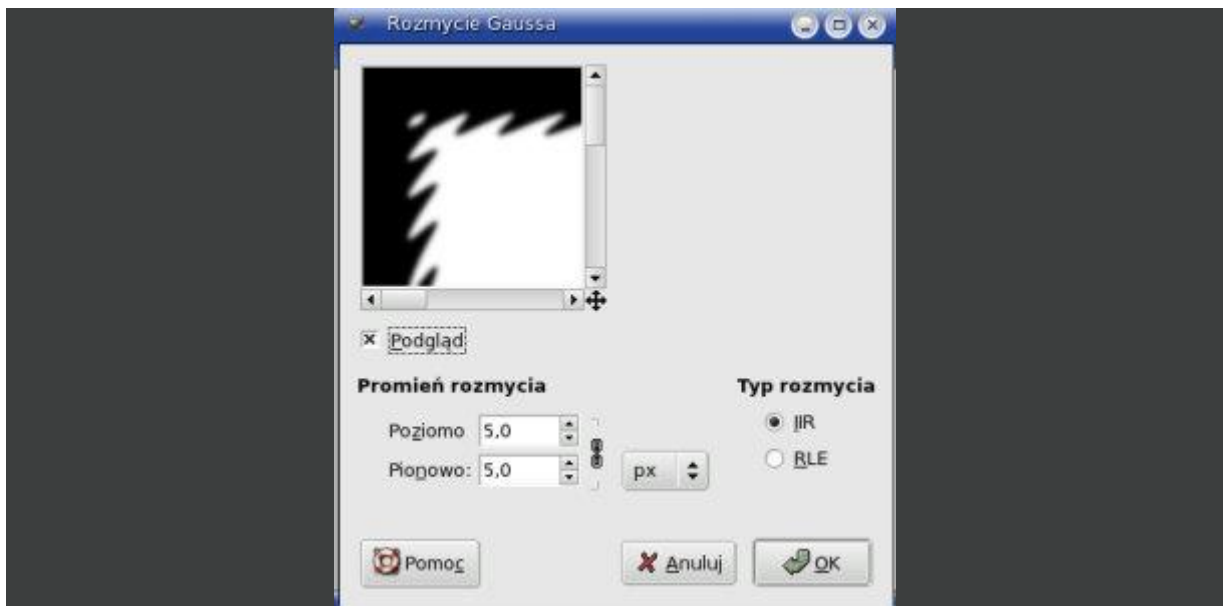 Rozmycie Gaussa
Podgląd
Promień rozmycia
Typ rozmycia
Poziomo 5,0
IIR
Pionowo: 5,0
px
RLE
Pomoc
Anuluj
OK